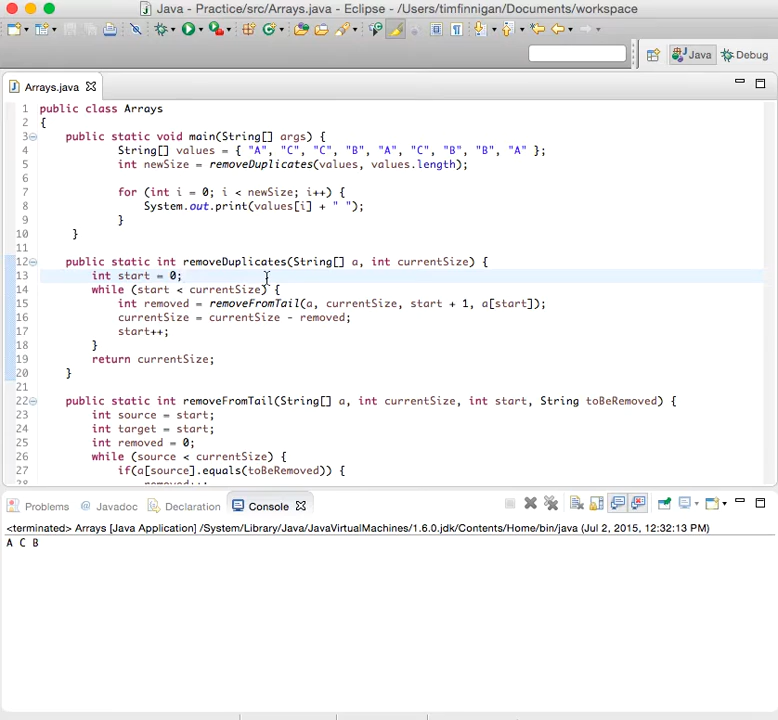 Java - Practice/src/Arrays.java - Eclipse - /Users/timfinnigan/Documents/workspace
Java Debug
Arrays.java
1 public class Arrays
2 {
3 public static void main(String[] args) {
4 String[] values = { "A", "C", "C", "B", "A", "C", "B", "B", "A" };
5 int newSize = removeDuplicates(values, values.length);
6
7 for (int i = 0; i < newSize; i++) {
8 System.out.print(values[i] + " ");
9 }
10 }
11
12 public static int removeDuplicates(String[] a, int currentSize) {
13 int start = 0;
14 while (start < currentSize) {
15 int removed = removeFromTail(a, currentSize, start + 1, a[start]);
16 currentSize = currentSize - removed;
17 start++;
18 }
19 return currentSize;
20 }
21
22 public static int removeFromTail(String[] a, int currentSize, int start, String toBeRemoved) {
23 int source = start;
24 int target = start;
25 int removed = 0;
26 while (source < currentSize) {
27 if(a[source].equals(toBeRemoved)) {
28 removed++;
Problems Javadoc Declaration Console
<terminated> Arrays [Java Application] /System/Library/Java/JavaVirtualMachines/1.6.0.jdk/Contents/Home/bin/java (Jul 2, 2015, 12:32:13 PM)
A C B